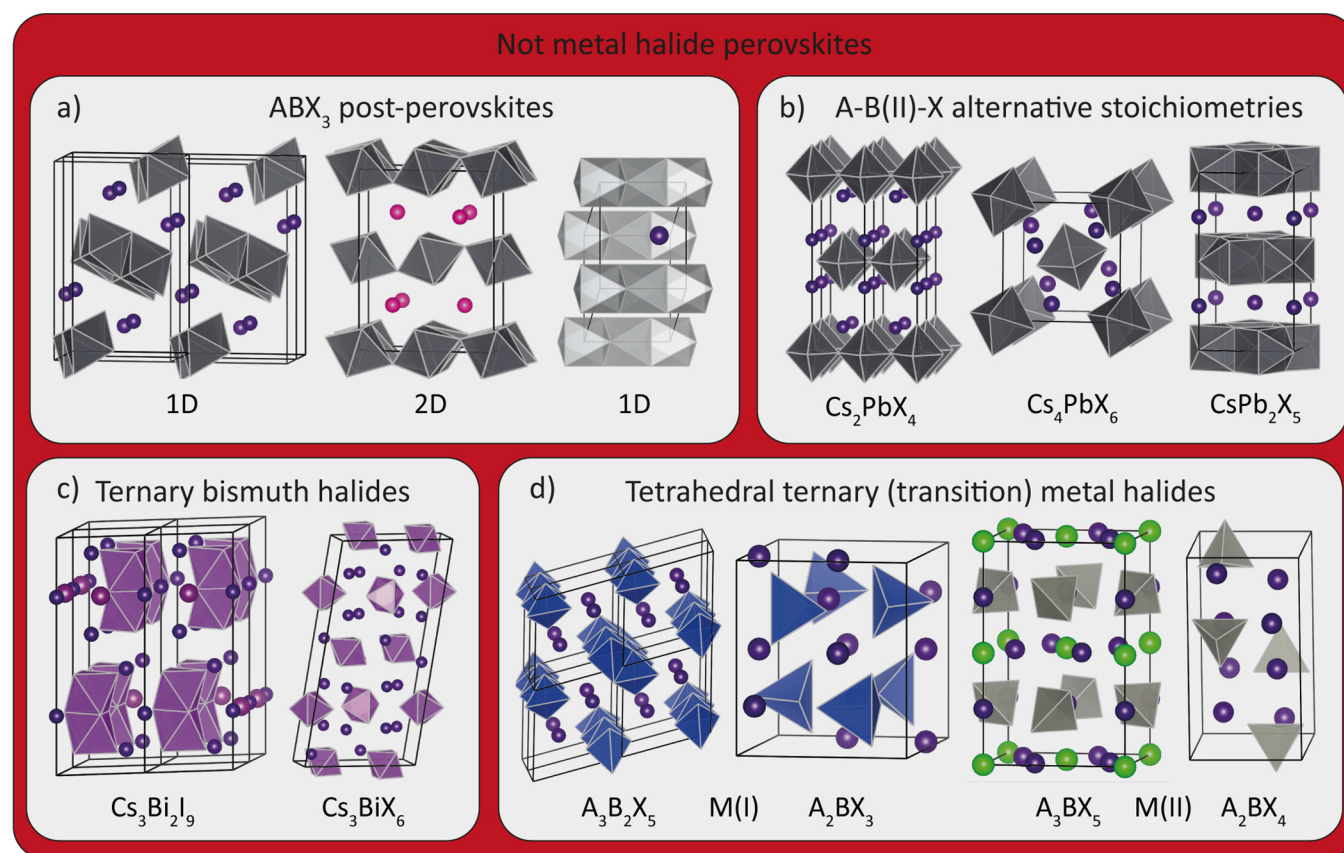 Not metal halide perovskites
a) ABX₃ post-perovskites
1D 2D 1D
b) A-B(II)-X alternative stoichiometries
Cs₂PbX₄ Cs₄PbX₆ CsPb₂X₅
c) Ternary bismuth halides
Cs₃Bi₂I₉ Cs₃BiX₆
d) Tetrahedral ternary (transition) metal halides
A₃B₂X₅ M(I) A₂BX₃ A₃BX₅ M(II) A₂BX₄